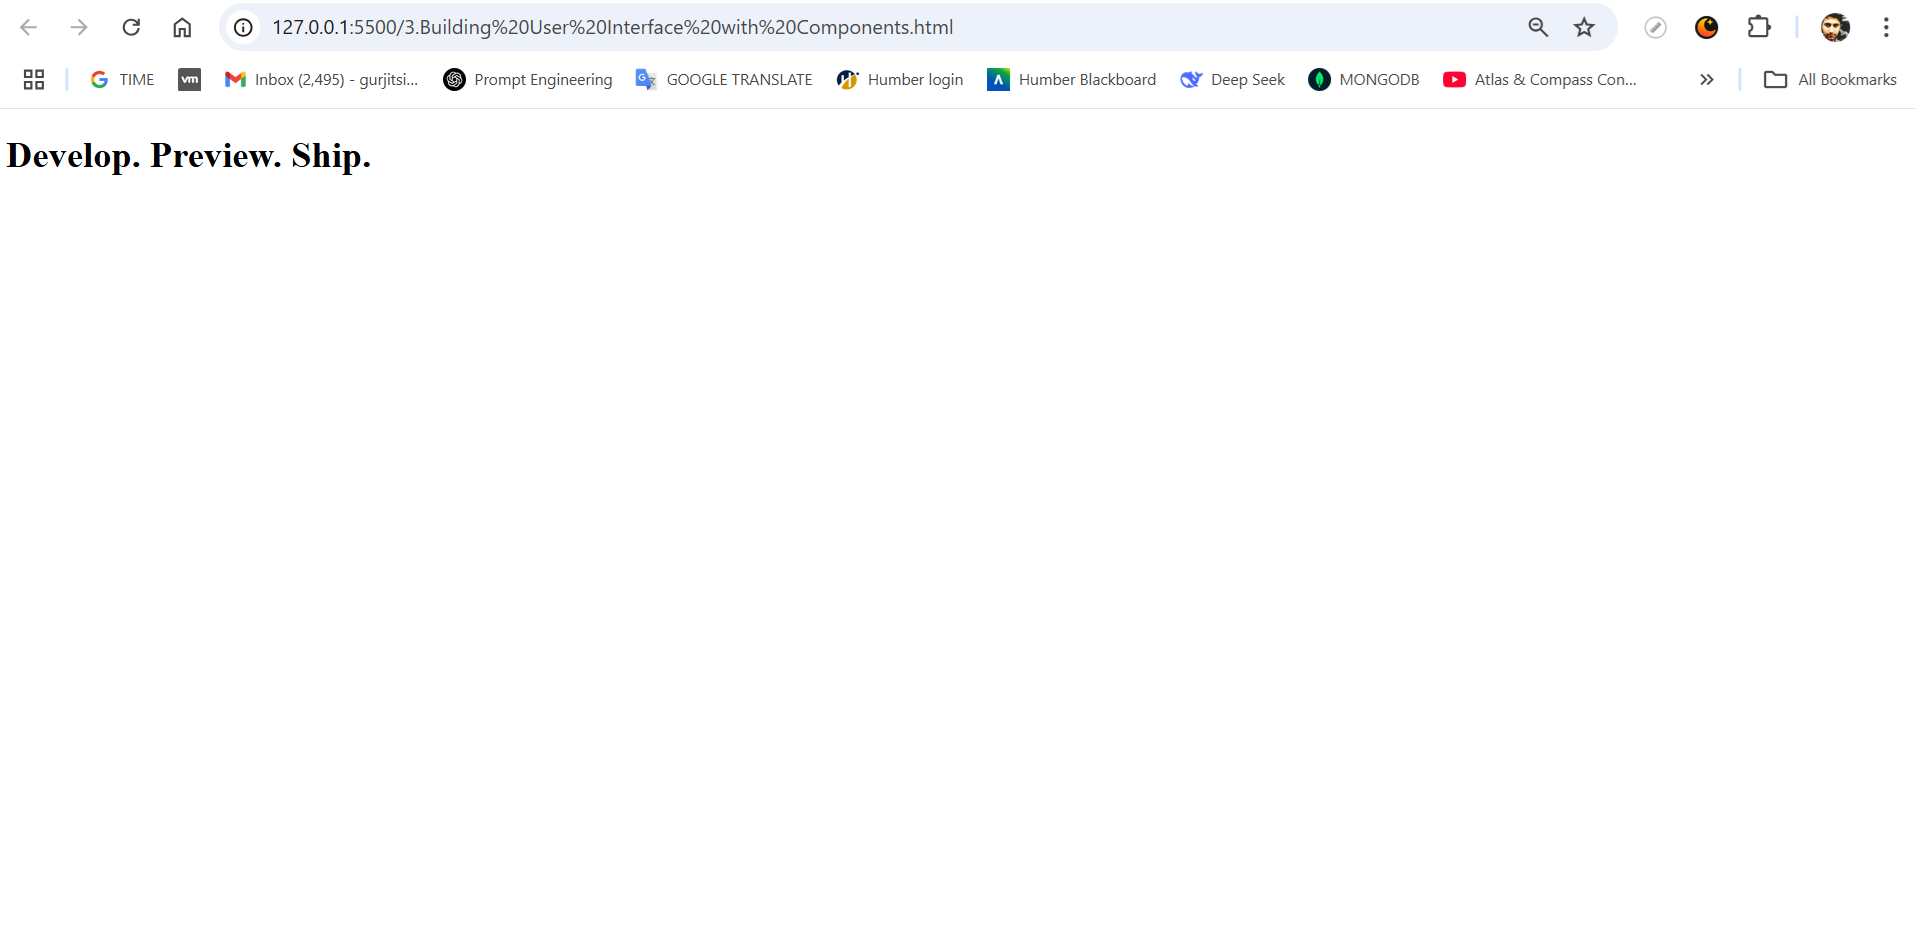 127.0.0.1:5500/3.Building%20User%20Interface%20with%20Components.html
TIME vm Inbox (2,495) - gurjitsi... Prompt Engineering GOOGLE TRANSLATE Humber login Humber Blackboard Deep Seek MONGODB Atlas & Compass Con... All Bookmarks
Develop. Preview. Ship.